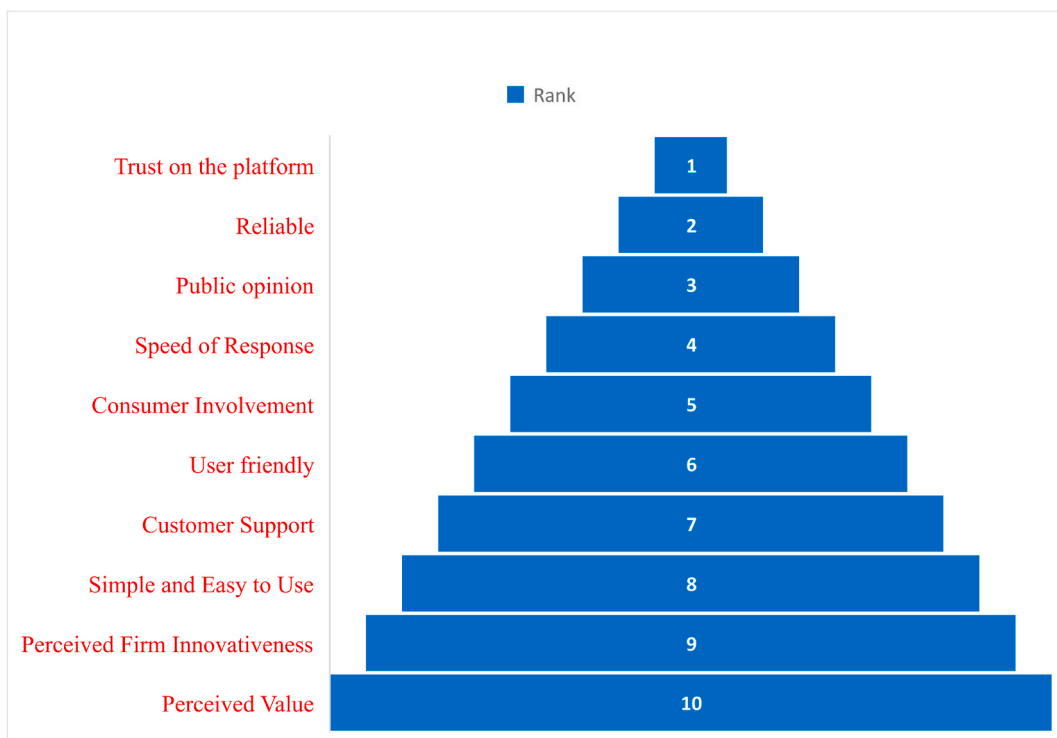 Rank
Trust on the platform
1
Reliable
2
Public opinion
3
Speed of Response
4
Consumer Involvement
5
User friendly
6
Customer Support
7
Simple and Easy to Use
8
Perceived Firm Innovativeness
9
Perceived Value
10